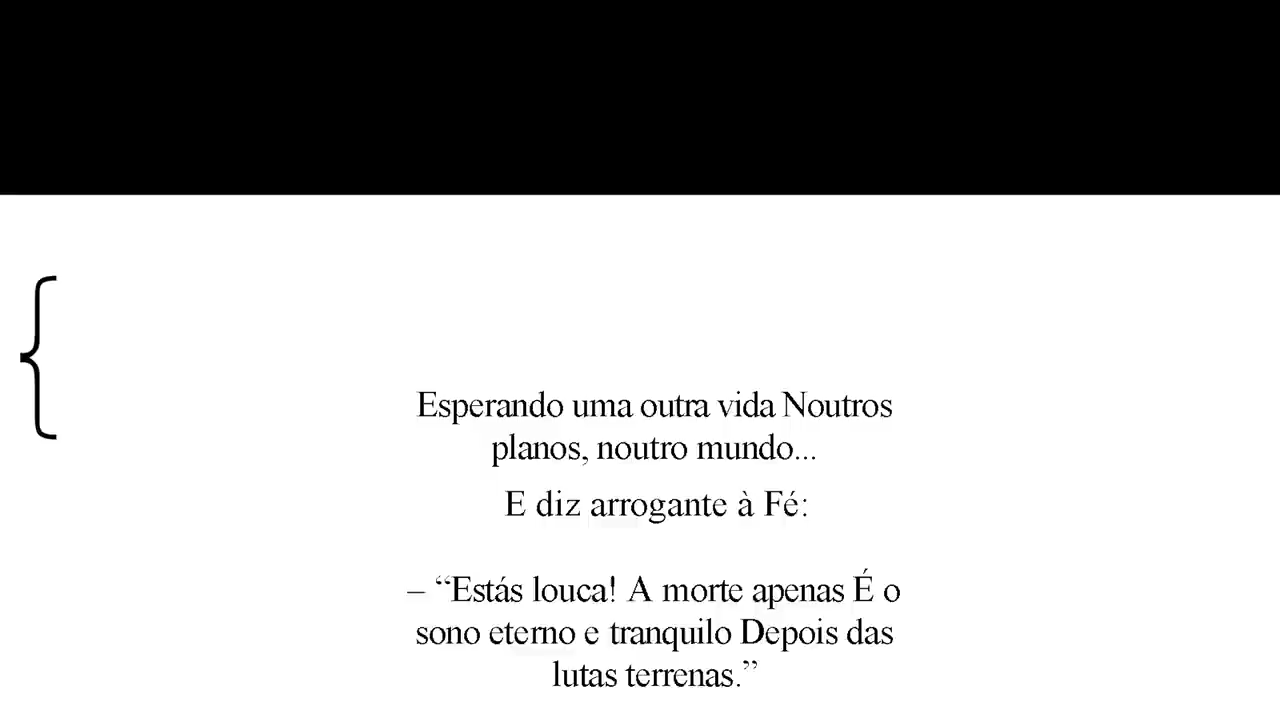 Esperando uma outra vida Noutros
planos, noutro mundo...
E diz arrogante à Fé:
– “Estás louca! A morte apenas É o
sono eterno e tranquilo Depois das
lutas terrenas.”